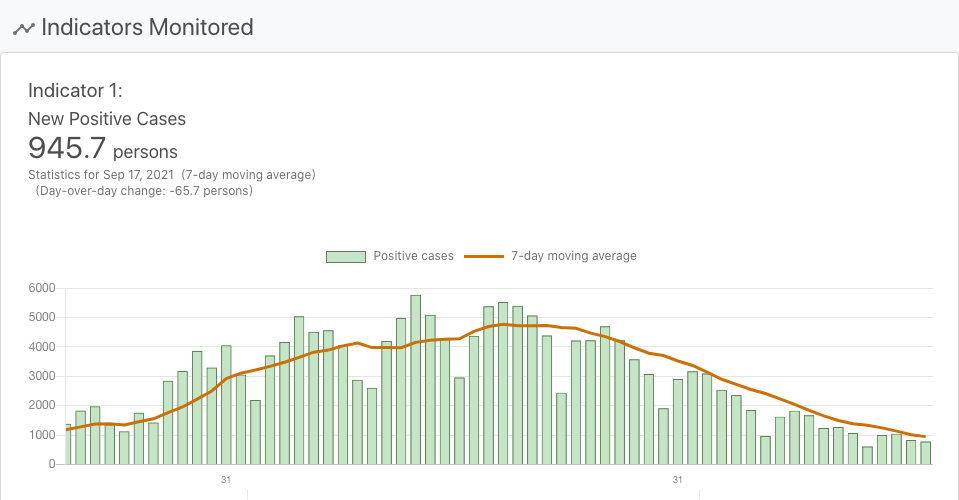 Indicators Monitored
Indicator 1:
New Positive Cases
945.7 persons
Statistics for Sep 17, 2021 (7-day moving average)
(Day-over-day change: -65.7 persons)
Positive cases 7-day moving average
6000
5000
4000
3000
2000
1000
0
31 31